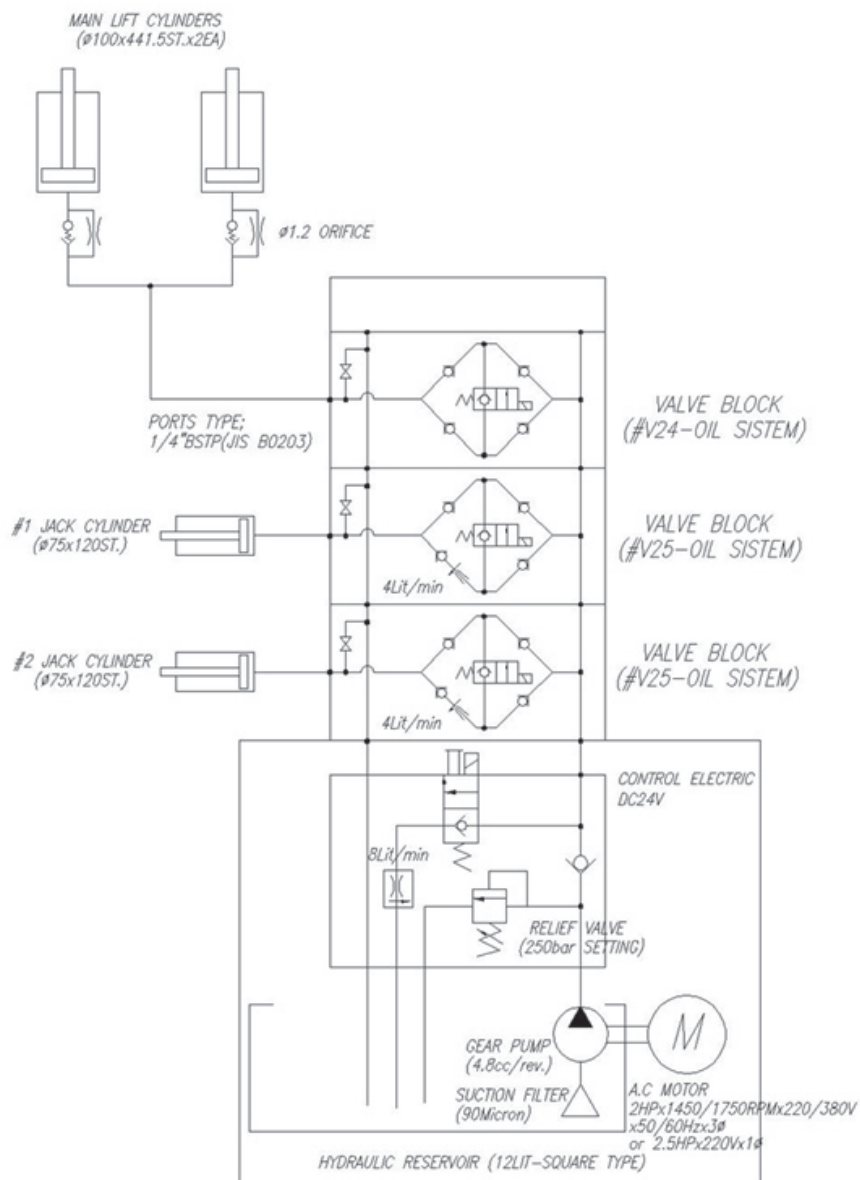 MAIN LIFT CYLINDERS
(ø100x441.5ST.x2EA)
ø1.2 ORIFICE
PORTS TYPE;
1/4"BSTP(JIS B0203)
VALVE BLOCK
(#V24-OIL SISTEM)
#1 JACK CYLINDER
(ø75x120ST.)
4Lit/min
VALVE BLOCK
(#V25-OIL SISTEM)
#2 JACK CYLINDER
(ø75x120ST.)
4Lit/min
VALVE BLOCK
(#V25-OIL SISTEM)
CONTROL ELECTRIC
DC24V
8Lit/min
RELIEF VALVE
(250bar SETTING)
GEAR PUMP
(4.8cc/rev.)
M
SUCTION FILTER
(90Micron)
A.C MOTOR
2HPx1450/1750RPMx220/380V
x50/60Hzx3ø
or 2.5HPx220Vx1ø
HYDRAULIC RESERVOIR (12LIT-SQUARE TYPE)